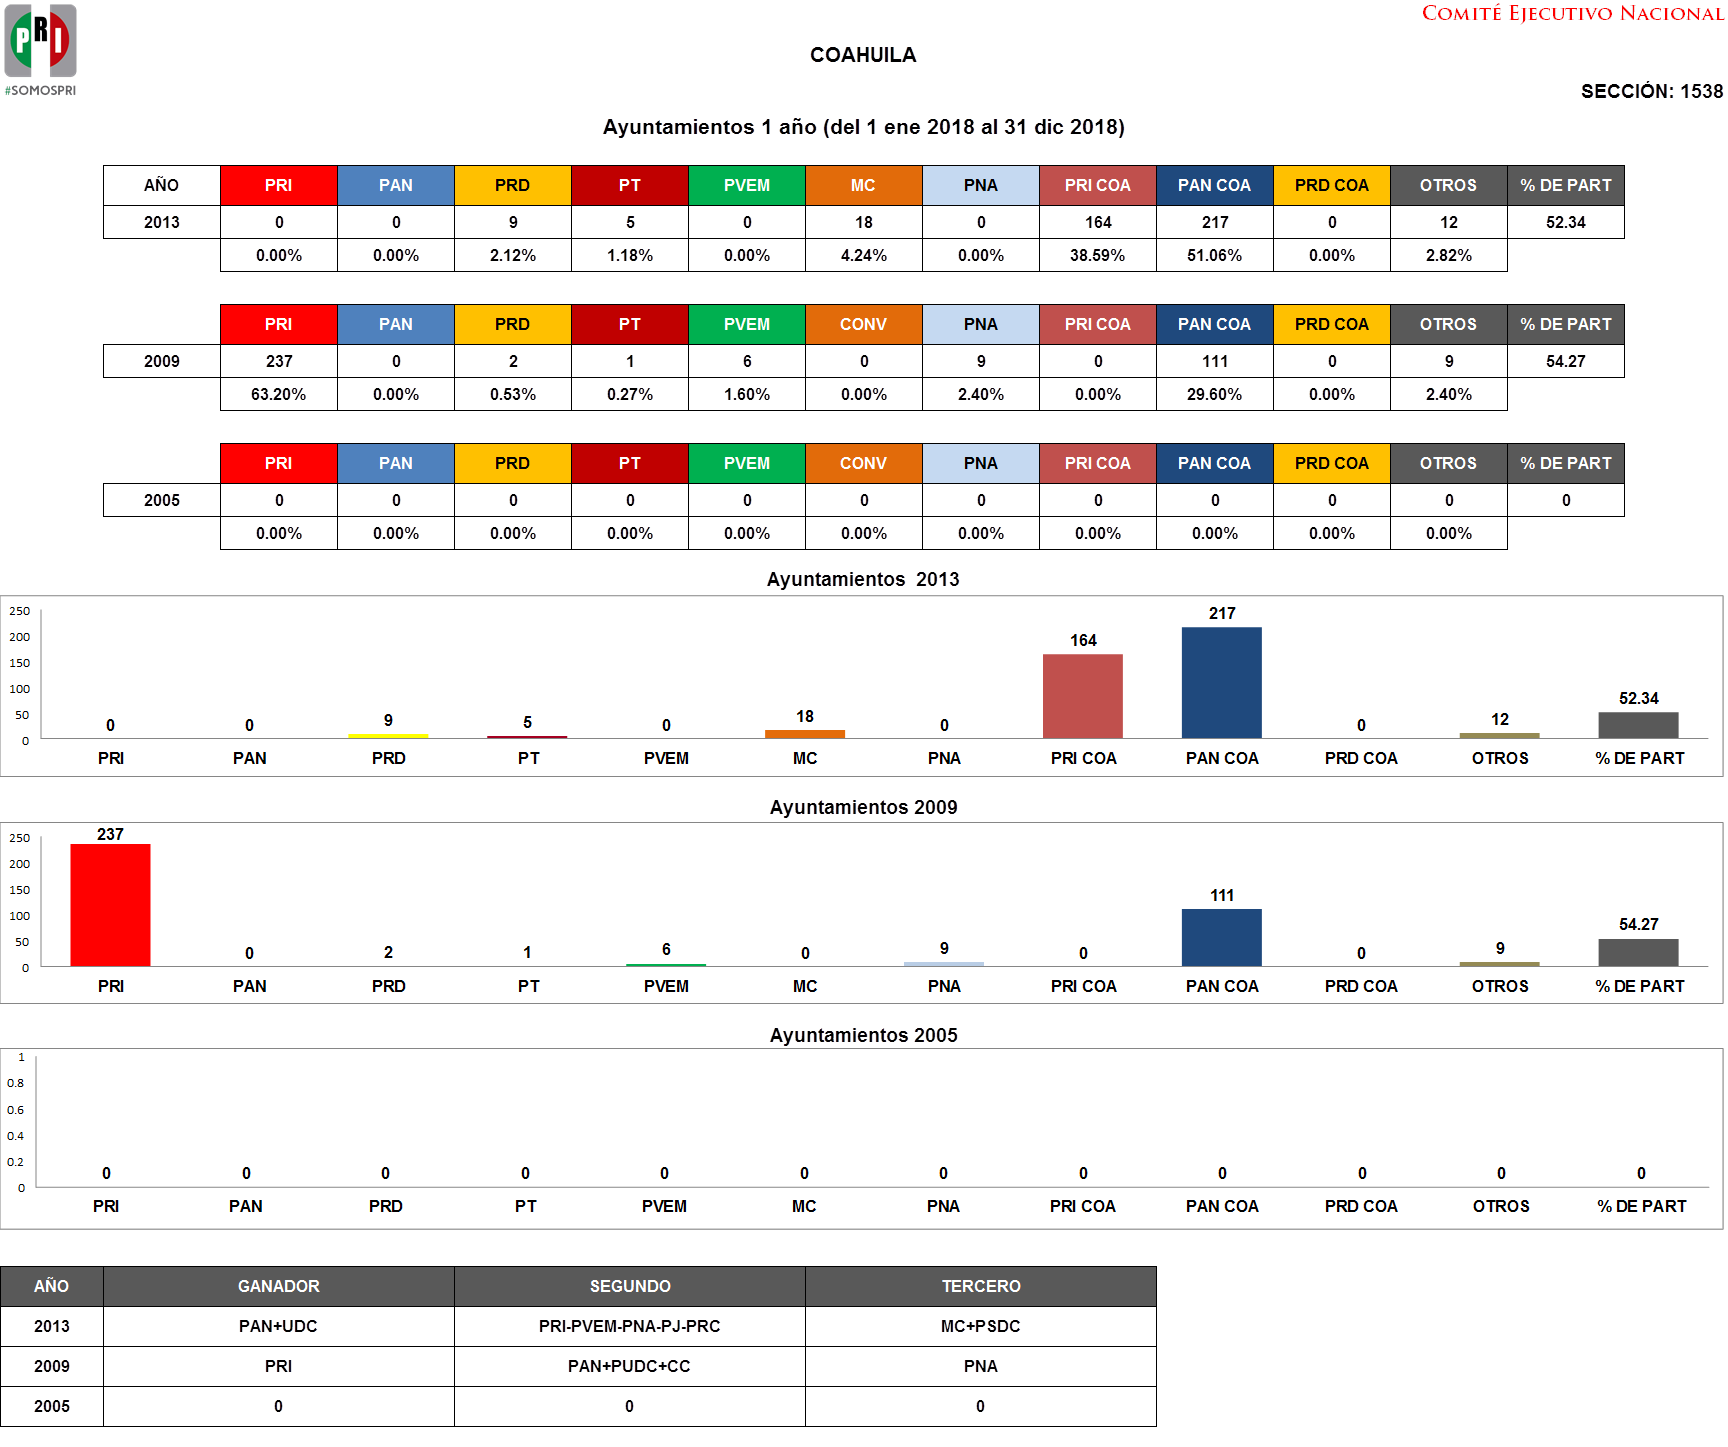 COMITÉ EJECUTIVO NACIONAL
PRI
#SOMOSPRI
COAHUILA
SECCIÓN: 1538
Ayuntamientos 1 año (del 1 ene 2018 al 31 dic 2018)
AÑO PRI PAN PRD PT PVEM MC PNA PRI COA PAN COA PRD COA OTROS % DE PART
2013 0 0 9 5 0 18 0 164 217 0 12 52.34
0.00% 0.00% 2.12% 1.18% 0.00% 4.24% 0.00% 38.59% 51.06% 0.00% 2.82%
PRI PAN PRD PT PVEM CONV PNA PRI COA PAN COA PRD COA OTROS % DE PART
2009 237 0 2 1 6 0 9 0 111 0 9 54.27
63.20% 0.00% 0.53% 0.27% 1.60% 0.00% 2.40% 0.00% 29.60% 0.00% 2.40%
PRI PAN PRD PT PVEM CONV PNA PRI COA PAN COA PRD COA OTROS % DE PART
2005 0 0 0 0 0 0 0 0 0 0 0 0
0.00% 0.00% 0.00% 0.00% 0.00% 0.00% 0.00% 0.00% 0.00% 0.00% 0.00%
Ayuntamientos 2013
250
200
150
100
50
0
0 0 9 5 0 18 0 164 217 0 12 52.34
PRI PAN PRD PT PVEM MC PNA PRI COA PAN COA PRD COA OTROS % DE PART
Ayuntamientos 2009
250
200
150
100
50
0
237 0 2 1 6 0 9 0 111 0 9 54.27
PRI PAN PRD PT PVEM MC PNA PRI COA PAN COA PRD COA OTROS % DE PART
Ayuntamientos 2005
1
0.8
0.6
0.4
0.2
0
0 0 0 0 0 0 0 0 0 0 0 0
PRI PAN PRD PT PVEM MC PNA PRI COA PAN COA PRD COA OTROS % DE PART
AÑO GANADOR SEGUNDO TERCERO
2013 PAN+UDC PRI-PVEM-PNA-PJ-PRC MC+PSDC
2009 PRI PAN+PUDC+CC PNA
2005 0 0 0